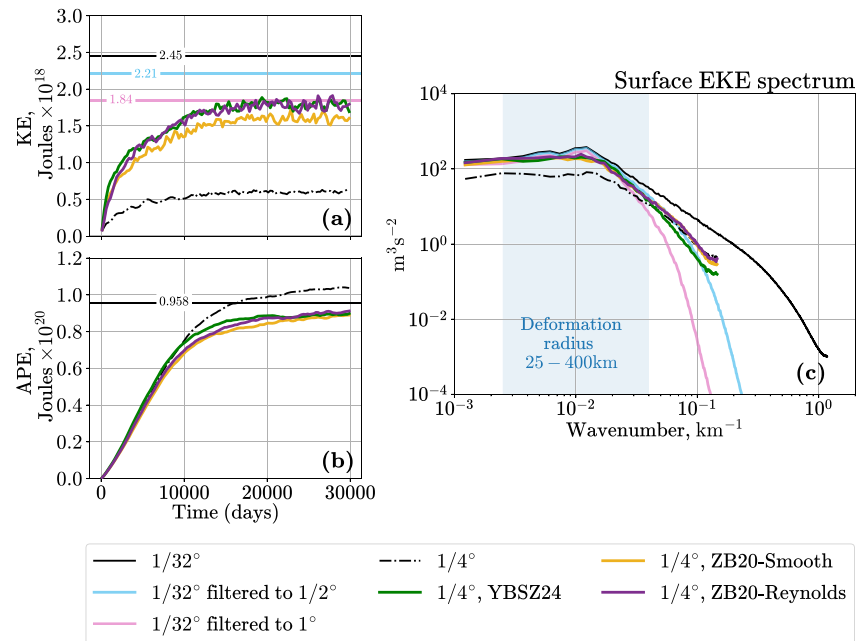 3.0
2.5
2.0
1.5
1.0
0.5
0.0
KE,
Joules ×10^18
2.45
2.21
1.84
(a)
1.2
1.0
0.8
0.6
0.4
0.2
0.0
APE,
Joules ×10^20
0.958
(b)
0 10000 20000 30000
Time (days)
Surface EKE spectrum
10^4
10^2
10^0
10^−2
10^−4
m^3s^−2
Deformation
radius
25 − 400km
(c)
10^−3 10^−2 10^−1 10^0
Wavenumber, km^−1
1/32° 1/4° 1/4°, ZB20-Smooth
1/32° filtered to 1/2° 1/4°, YBSZ24 1/4°, ZB20-Reynolds
1/32° filtered to 1°